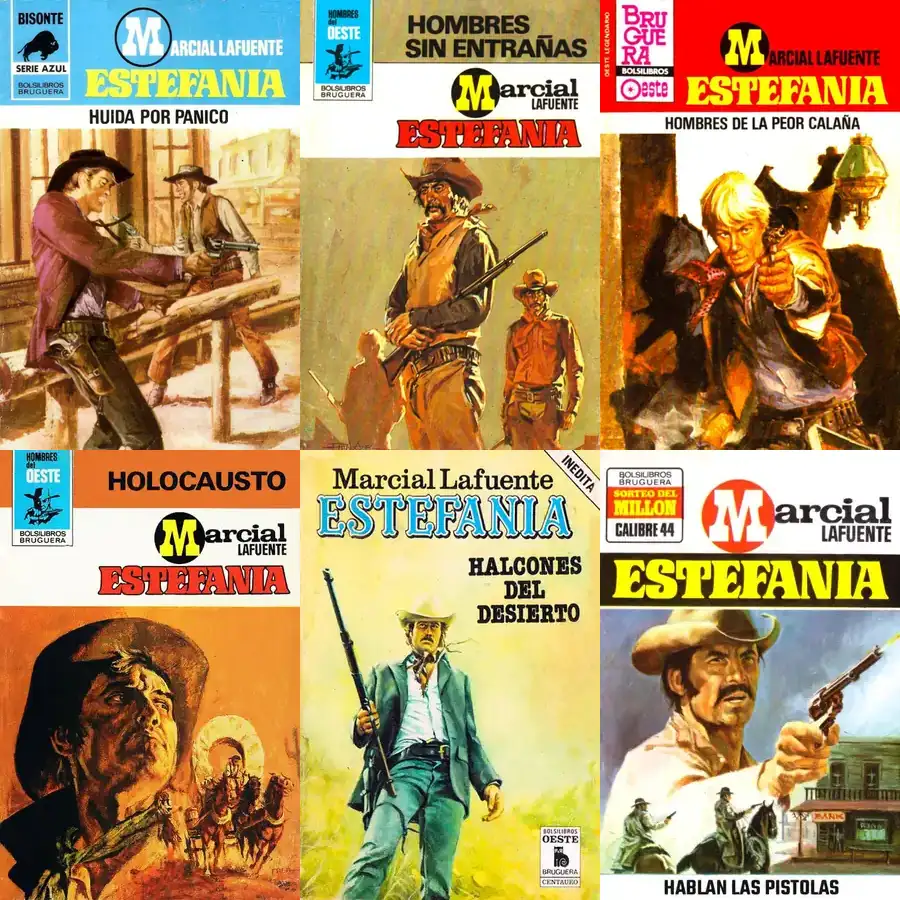 BISONTE
SERIE AZUL
BOLSILIBROS
BRUGUERA
MARCIAL LAFUENTE
ESTEFANIA
HUIDA POR PANICO
HOMBRES
del
OESTE
BOLSILIBROS
BRUGUERA
HOMBRES
SIN ENTRAÑAS
Marcial
LAFUENTE
ESTEFANIA
OESTE LEGENDARIO
BRU
GUE
RA
BOLSILIBROS
Oeste
MARCIAL LAFUENTE
ESTEFANIA
HOMBRES DE LA PEOR CALAÑA
HOMBRES
del
OESTE
BOLSILIBROS
BRUGUERA
HOLOCAUSTO
Marcial
LAFUENTE
ESTEFANIA
INEDITA
Marcial Lafuente
ESTEFANIA
HALCONES
DEL
DESIERTO
BOLSILIBROS
OESTE
BRUGUERA
CENTAURO
BOLSILIBROS
BRUGUERA
SORTEO DEL
MILLON
CALIBRE 44
Marcial
LAFUENTE
ESTEFANIA
BANK
HABLAN LAS PISTOLAS